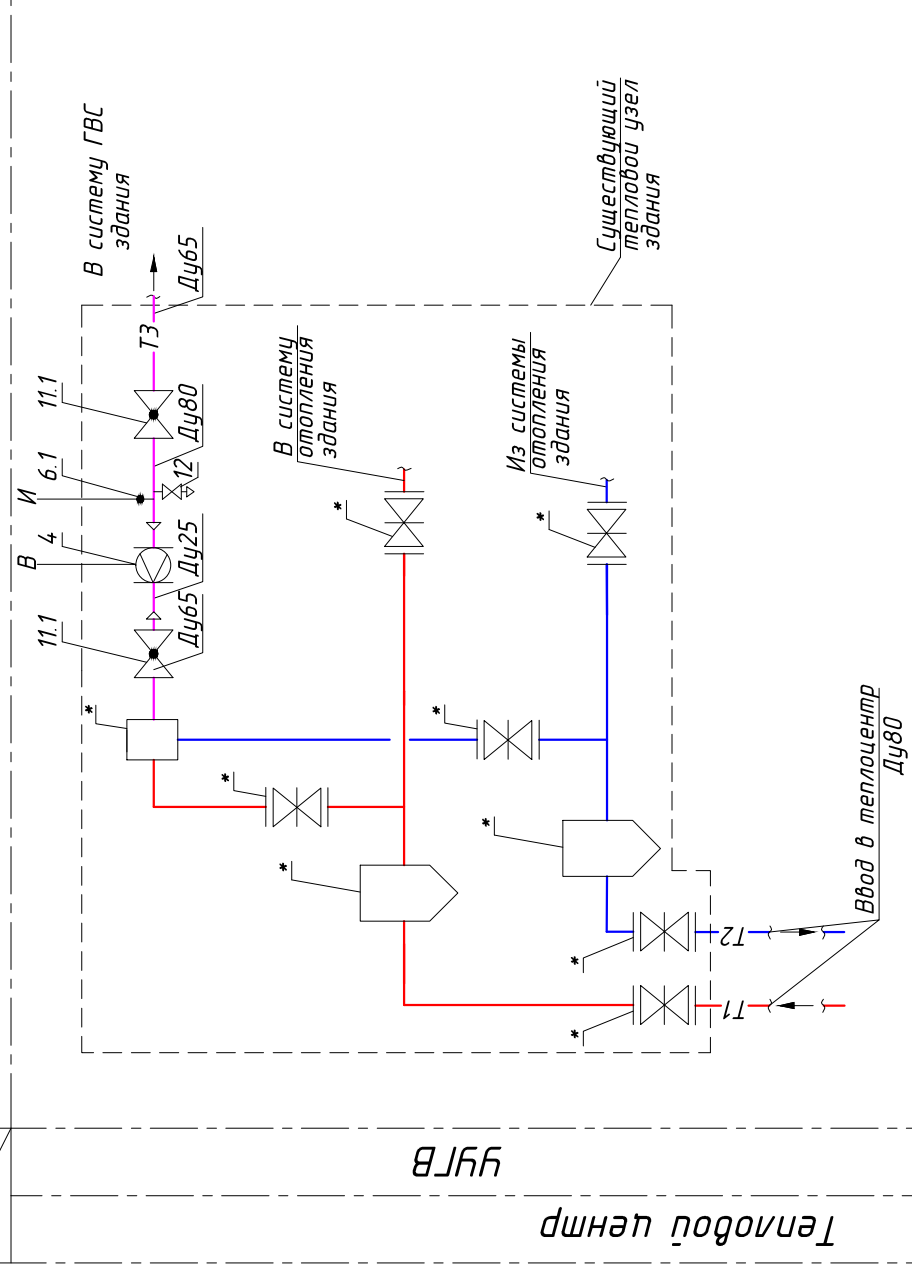 В систему ГВС
здания
Ду65
Т3
11.1
Ду80
6.1
И
12
4
В
Ду25
11.1
Ду65
*
*
*
*
*
*
*
*
*
В систему
отопления
здания
Из системы
отопления
здания
Существующий
тепловой узел
здания
Т2
Т1
Ввод в теплоцентр
Ду80
УУГВ
Тепловой центр